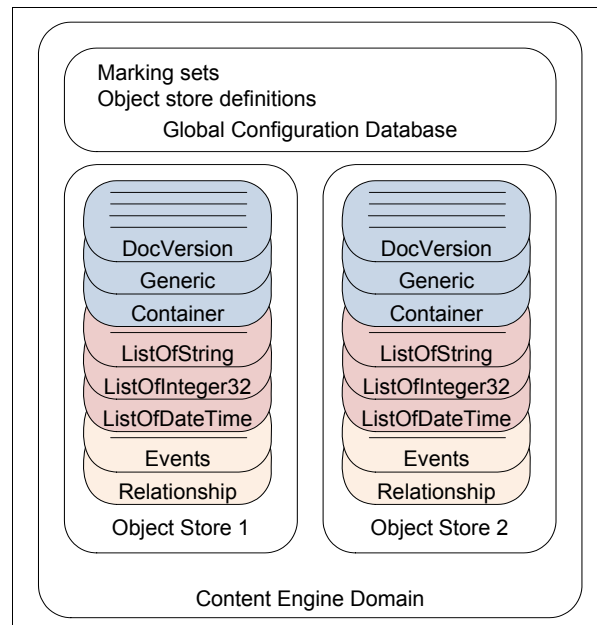 Marking sets
Object store definitions
Global Configuration Database
DocVersion
Generic
Container
ListOfString
ListOfInteger32
ListOfDateTime
Events
Relationship
Object Store 1
DocVersion
Generic
Container
ListOfString
ListOfInteger32
ListOfDateTime
Events
Relationship
Object Store 2
Content Engine Domain